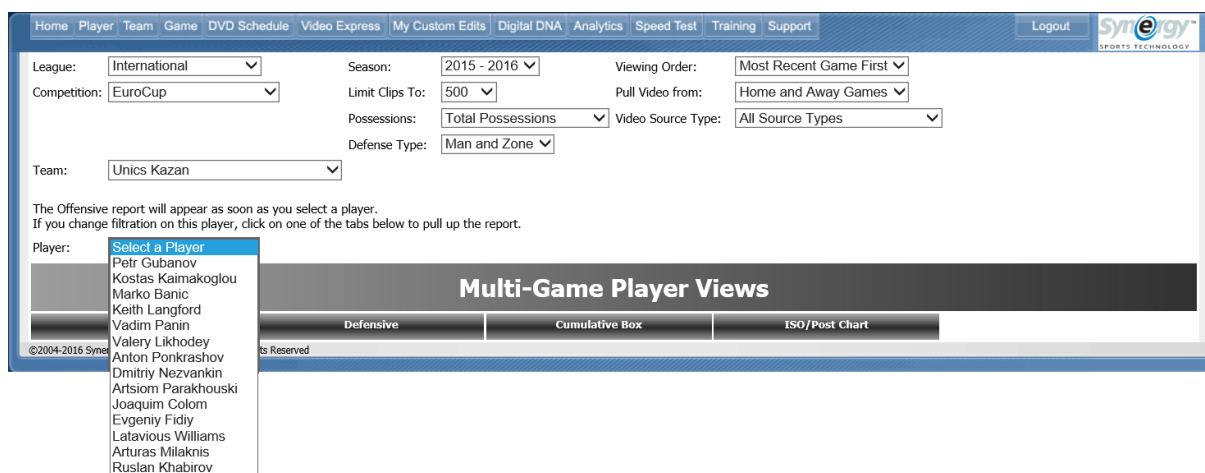 Home Player Team Game DVD Schedule Video Express My Custom Edits Digital DNA Analytics Speed Test Training Support Logout
Synergy™
SPORTS TECHNOLOGY
League: International Season: 2015 - 2016 Viewing Order: Most Recent Game First
Competition: EuroCup Limit Clips To: 500 Pull Video from: Home and Away Games
Possessions: Total Possessions Video Source Type: All Source Types
Defense Type: Man and Zone
Team: Unics Kazan
The Offensive report will appear as soon as you select a player.
If you change filtration on this player, click on one of the tabs below to pull up the report.
Player: Select a Player
Petr Gubanov
Kostas Kaimakoglou
Marko Banic
Keith Langford
Vadim Panin
Valery Likhodey
Anton Ponkrashov
Dmitriy Nezvankin
Artsiom Parakhouski
Joaquim Colom
Evgeniy Fidiy
Latavious Williams
Arturas Milaknis
Ruslan Khabirov
Multi-Game Player Views
Defensive Cumulative Box ISO/Post Chart
©2004-2016 Syner ts Reserved